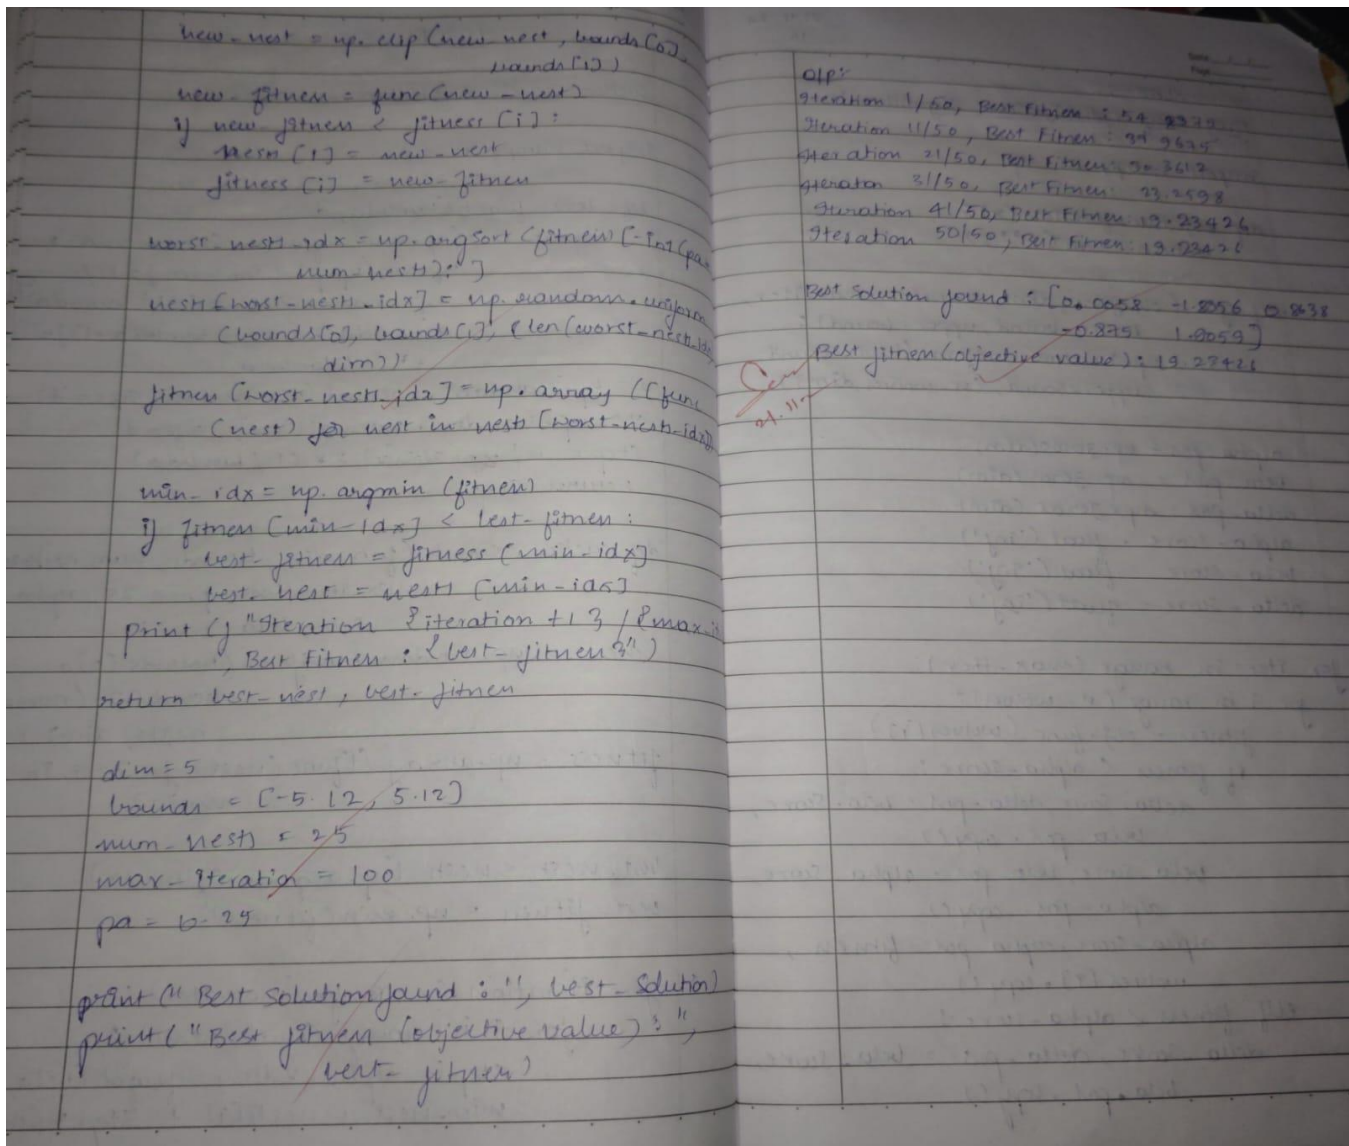 new_nest = np.clip(new_nest, bounds[0],
bounds[1])
new_fitness = func(new_nest)
if new_fitness < fitness[i]:
nests[i] = new_nest
fitness[i] = new_fitness
worst_nests_idx = np.argsort(fitness)[-int(pa
num_nests):]
nests[worst_nests_idx] = np.random.uniform
(bounds[0], bounds[1], (len(worst_nests_idx
dim))
fitness[worst_nests_idx] = np.array([func
(nest) for nest in nests[worst_nests_idx]]
min_idx = np.argmin(fitness)
if fitness[min_idx] < best_fitness:
best_fitness = fitness[min_idx]
best_nest = nests[min_idx]
print(f"Iteration {iteration +1} / {max_it
, Best Fitness : {best_fitness}")
return best_nest, best_fitness
dim = 5
bounds = [-5.12, 5.12]
num_nests = 25
max_iteration = 100
pa = 0.25
print("Best solution found :", best_solution)
print("Best fitness (objective value) :",
best_fitness)
O/P:
Iteration 1/50, Best Fitness :
Iteration 11/50, Best Fitness :
Iteration 21/50, Best Fitness :
Iteration 31/50, Best Fitness : 23.2598
Iteration 41/50, Best Fitness : 19.23426
Iteration 50/50, Best Fitness : 19.23426
Best solution found : [0.0058 -1.8956 0.8638
-0.875 1.0059]
Best fitness (objective value) : 19.23426